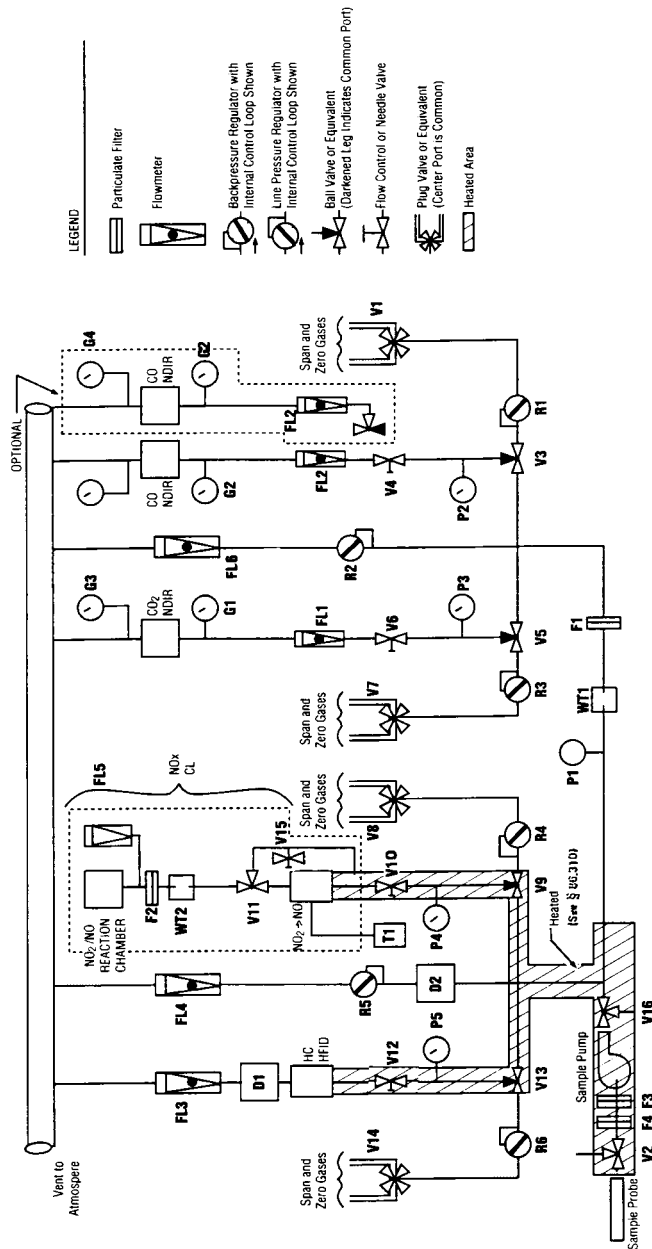 LEGEND
Particulate Filter
Flowmeter
Backpressure Regulator with
Internal Control Loop Shown
Line Pressure Regulator with
Internal Control Loop Shown
Ball Valve or Equivalent
(Darkened Leg Indicates Common Port)
Flow Control or Needle Valve
Plug Valve or Equivalent
(Center Port is Common)
Heated Area
OPTIONAL
Vent to
Atmospere
G4
CO
NDIR
G2
FL2
Span and
Zero Gases
V1
R1
CO
NDIR
G2
FL2
V4
P2
V3
FL6
R2
G3
CO2
NDIR
G1
FL1
V6
P3
V5
F1
Span and
Zero Gases
V7
R3
WT1
P1
Span and
Zero Gases
V8
R4
NOx
CL
FL5
NO2/NO
REACTION
CHAMBER
F2
WT2
V11
V15
NO2→NO
T1
V10
P4
V9
Heated
(See § 86.310)
FL4
R5
D2
FL3
D1
HC
HFID
V12
P5
V13
Span and
Zero Gases
V14
R6
Sample Pump
V16
F3
F4
V2
Sample Probe